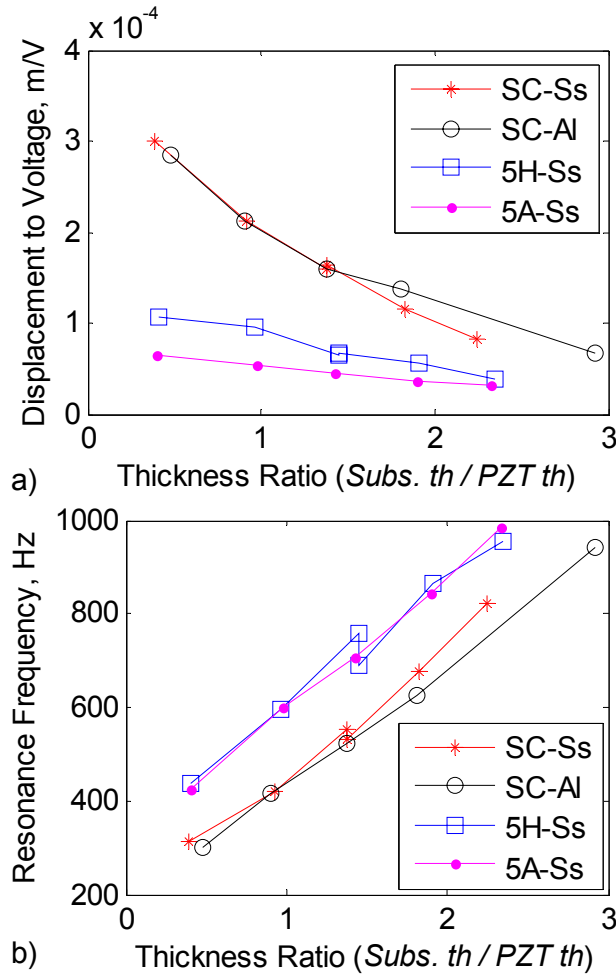 x 10⁻⁴
4
3
2
1
0
0 1 2 3
Displacement to Voltage, m/V
SC-Ss
SC-Al
5H-Ss
5A-Ss
a)
Thickness Ratio (Subs. th / PZT th)
1000
800
600
400
200
0 1 2 3
Resonance Frequency, Hz
SC-Ss
SC-Al
5H-Ss
5A-Ss
b)
Thickness Ratio (Subs. th / PZT th)